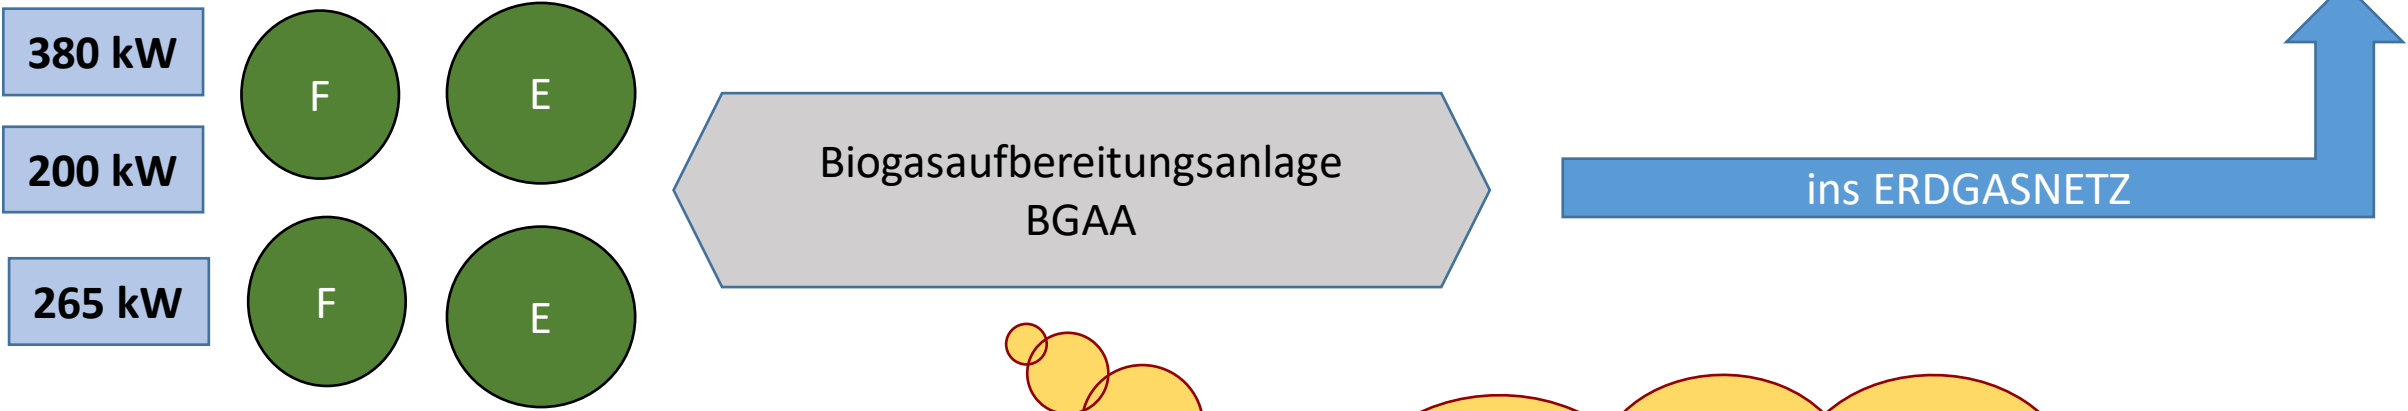 380 kW
200 kW
265 kW
F
E
F
E
Biogasaufbereitungsanlage
BGAA
ins ERDGASNETZ